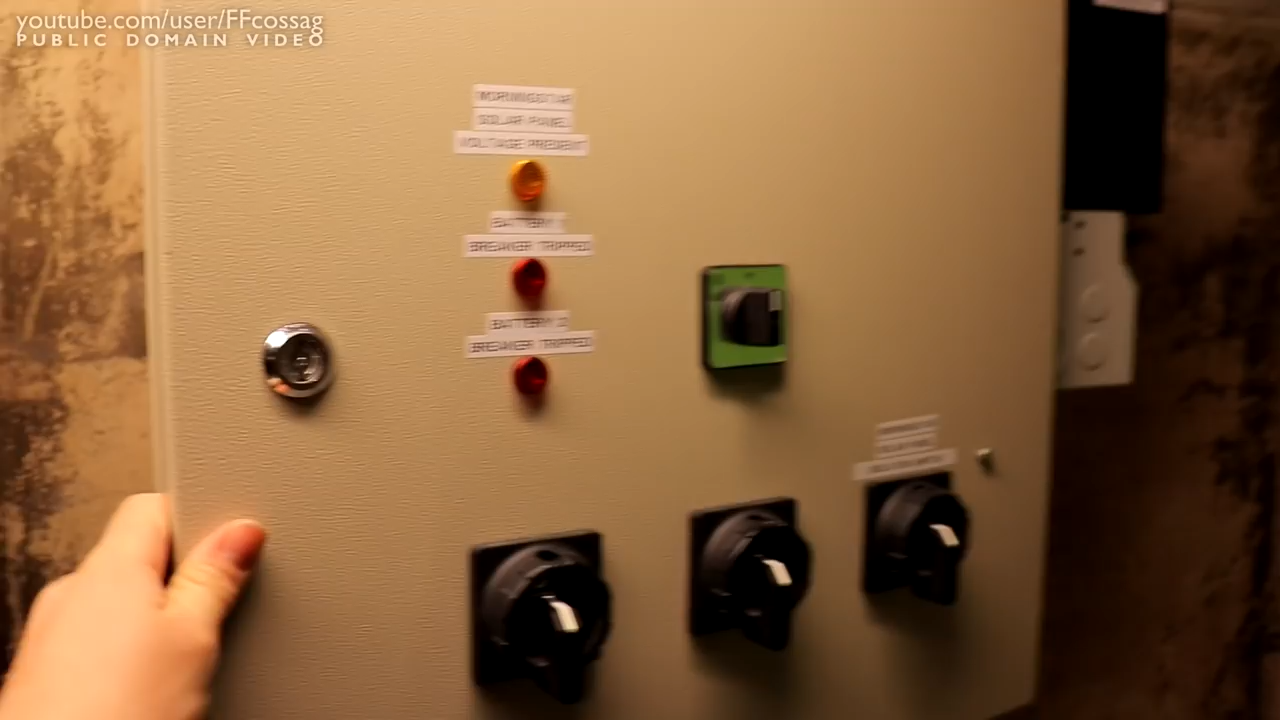 youtube.com/user/FFcossag
PUBLIC DOMAIN VIDEO
MORNINGSTAR
SOLAR PANEL
VOLTAGE PRESENT
BATTERY 1
BREAKER TRIPPED
BATTERY 2
BREAKER TRIPPED